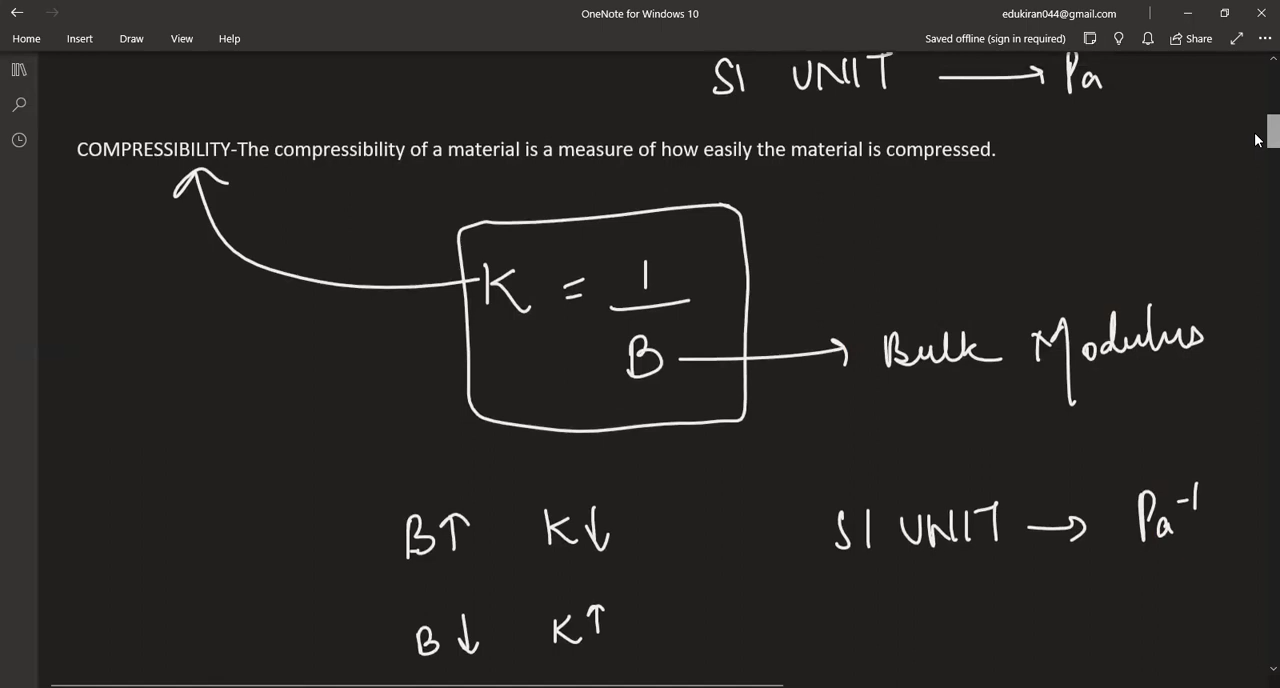 OneNote for Windows 10
edukiran044@gmail.com
Home Insert Draw View Help
Saved offline (sign in required) Share
SI UNIT → Pa
COMPRESSIBILITY-The compressibility of a material is a measure of how easily the material is compressed.
K = 1/B → Bulk Modulus
B↑ K↓ SI UNIT → Pa⁻¹
B↓ K↑